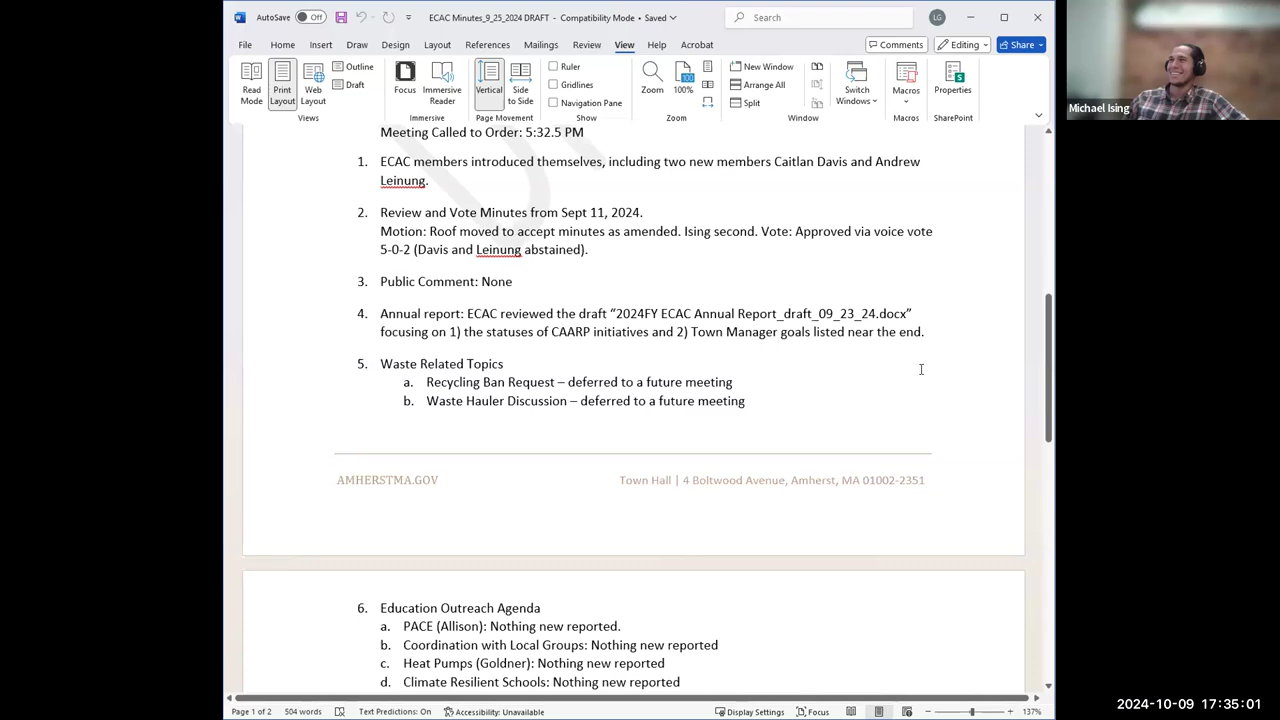 AutoSave Off ECAC Minutes_9_25_2024 DRAFT - Compatibility Mode • Saved Search LG
File Home Insert Draw Design Layout References Mailings Review View Help Acrobat Comments Editing Share
Read Mode Print Layout Web Layout Outline Draft Focus Immersive Reader Vertical Side to Side Ruler Gridlines Navigation Pane Zoom 100% New Window Arrange All Split Switch Windows Macros Properties
Views Immersive Page Movement Show Zoom Window Macros SharePoint
Michael Ising
Meeting Called to Order: 5:32.5 PM
1. ECAC members introduced themselves, including two new members Caitlan Davis and Andrew
Leinung.
2. Review and Vote Minutes from Sept 11, 2024.
Motion: Roof moved to accept minutes as amended. Ising second. Vote: Approved via voice vote
5-0-2 (Davis and Leinung abstained).
3. Public Comment: None
4. Annual report: ECAC reviewed the draft “2024FY ECAC Annual Report_draft_09_23_24.docx”
focusing on 1) the statuses of CAARP initiatives and 2) Town Manager goals listed near the end.
5. Waste Related Topics
a. Recycling Ban Request – deferred to a future meeting
b. Waste Hauler Discussion – deferred to a future meeting
AMHERSTMA.GOV Town Hall | 4 Boltwood Avenue, Amherst, MA 01002-2351
6. Education Outreach Agenda
a. PACE (Allison): Nothing new reported.
b. Coordination with Local Groups: Nothing new reported
c. Heat Pumps (Goldner): Nothing new reported
d. Climate Resilient Schools: Nothing new reported
Page 1 of 2 504 words Text Predictions: On Accessibility: Unavailable Display Settings Focus 137%
2024-10-09 17:35:01